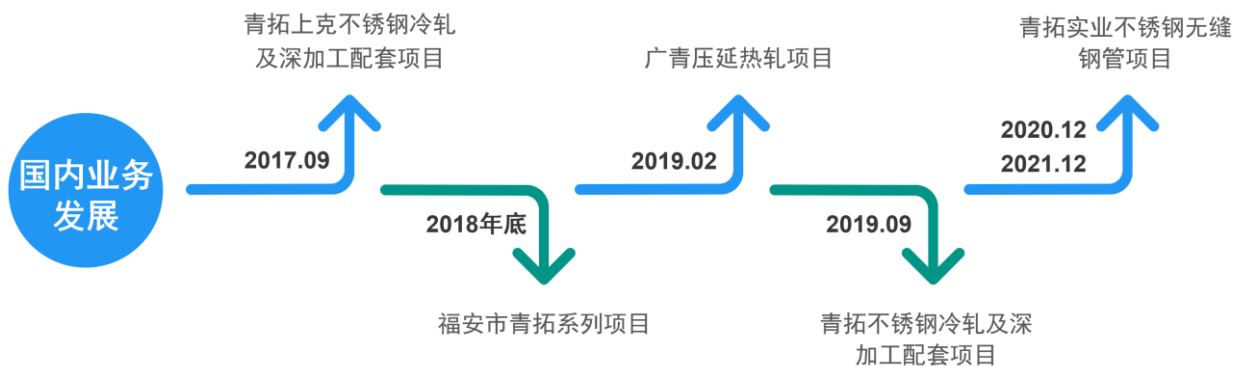 国内业务
发展
青拓上克不锈钢冷轧
及深加工配套项目
2017.09
2018年底
福安市青拓系列项目
广青压延热轧项目
2019.02
2019.09
青拓不锈钢冷轧及深
加工配套项目
青拓实业不锈钢无缝
钢管项目
2020.12
2021.12